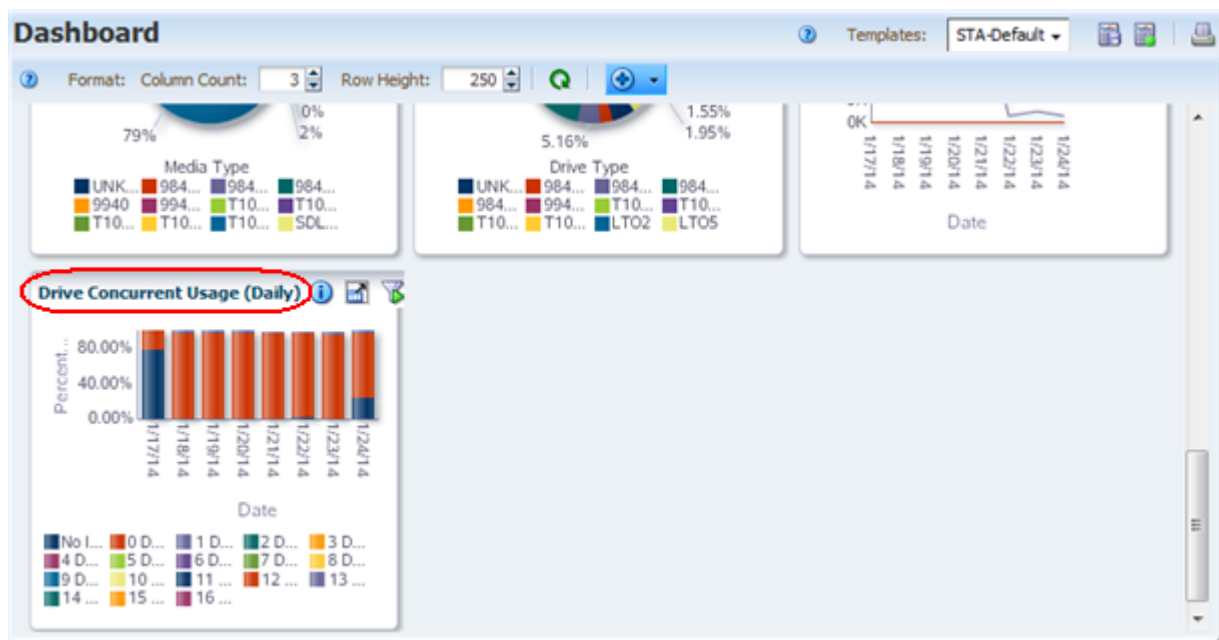 Dashboard
Templates: STA-Default
Format: Column Count: 3 Row Height: 250
79%
0%
2%
Media Type
UNK... 984... 984... 984...
9940 994... T10... T10...
T10... T10... T10... SDL...
5.16%
1.55%
1.95%
Drive Type
UNK... 984... 984... 984...
984... 994... T10... T10...
T10... T10... LTO2 LTO5
0K
1/17/14 1/18/14 1/19/14 1/20/14 1/21/14 1/22/14 1/23/14 1/24/14
Date
Drive Concurrent Usage (Daily)
Percent...
80.00%
40.00%
0.00%
1/17/14 1/18/14 1/19/14 1/20/14 1/21/14 1/22/14 1/23/14 1/24/14
Date
No I... 0 D... 1 D... 2 D... 3 D...
4 D... 5 D... 6 D... 7 D... 8 D...
9 D... 10 ... 11 ... 12 ... 13 ...
14 ... 15 ... 16 ...